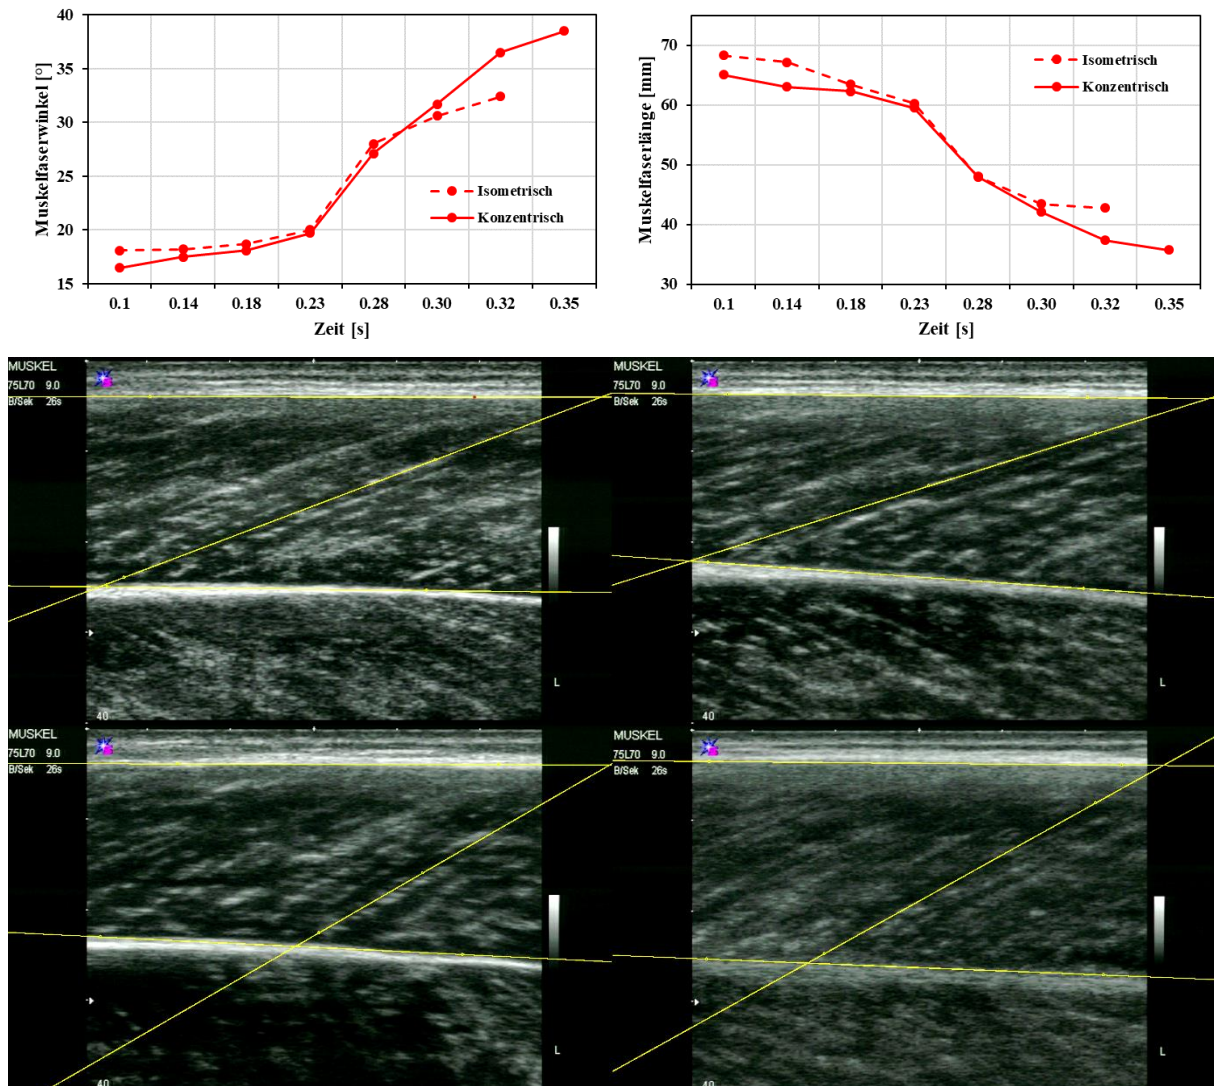 40
35
30
25
20
15
Muskelfaserwinkel [°]
Isometrisch
Konzentrisch
0.1 0.14 0.18 0.23 0.28 0.30 0.32 0.35
Zeit [s]
70
60
50
40
30
Muskelfaserlänge [mm]
Isometrisch
Konzentrisch
0.1 0.14 0.18 0.23 0.28 0.30 0.32 0.35
Zeit [s]
MUSKEL
75L70 9.0
B/Sek 26s
L
40
MUSKEL
75L70 9.0
B/Sek 26s
L
40
MUSKEL
75L70 9.0
B/Sek 26s
L
40
MUSKEL
75L70 9.0
B/Sek 26s
L
40